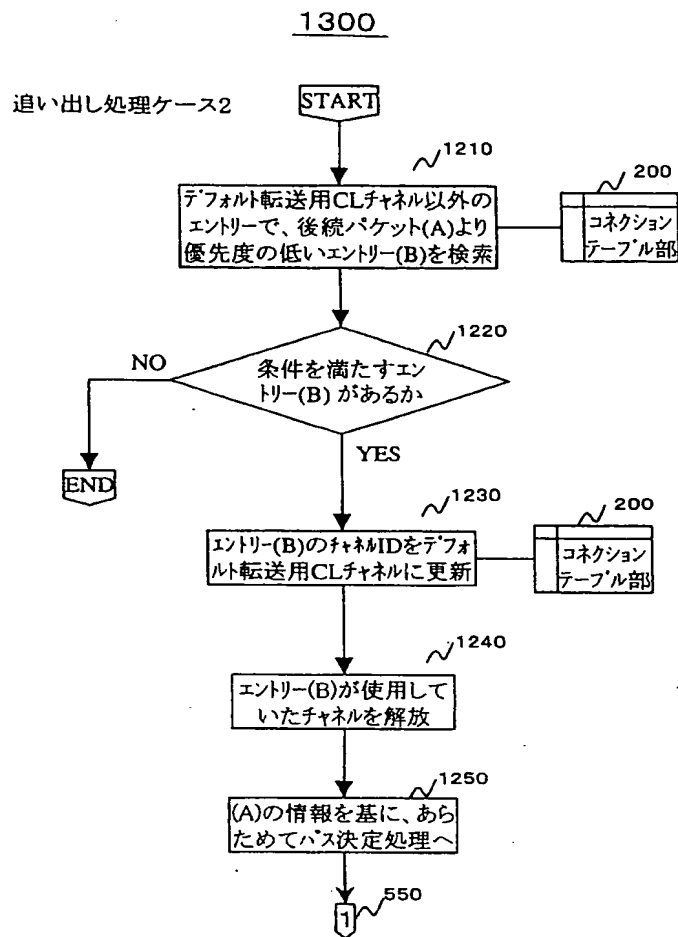 1300
追い出し処理ケース2
START
1210
デフォルト転送用CLチャネル以外の
エントリーで、後続パケット(A)より
優先度の低いエントリー(B)を検索
200
コネクション
テーブル部
1220
条件を満たすエン
トリー(B) があるか
NO
YES
END
1230
エントリー(B)のチャネルIDをデフォ
ルト転送用CLチャネルに更新
200
コネクション
テーブル部
1240
エントリー(B)が使用して
いたチャネルを解放
1250
(A)の情報を基に、あら
ためてパス決定処理へ
550
1